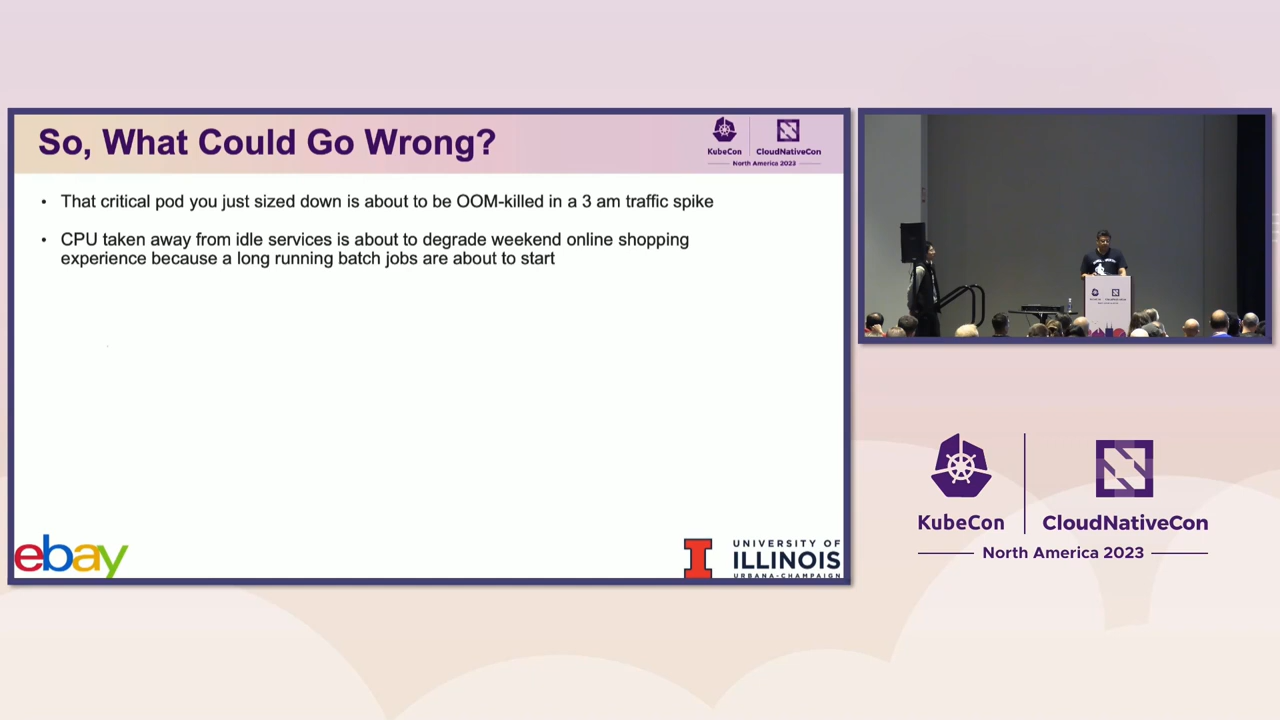 So, What Could Go Wrong?
KubeCon
CloudNativeCon
North America 2023
• That critical pod you just sized down is about to be OOM-killed in a 3 am traffic spike
• CPU taken away from idle services is about to degrade weekend online shopping
experience because a long running batch jobs are about to start
ebay
UNIVERSITY OF
ILLINOIS
URBANA-CHAMPAIGN
KubeCon
CloudNativeCon
North America 2023